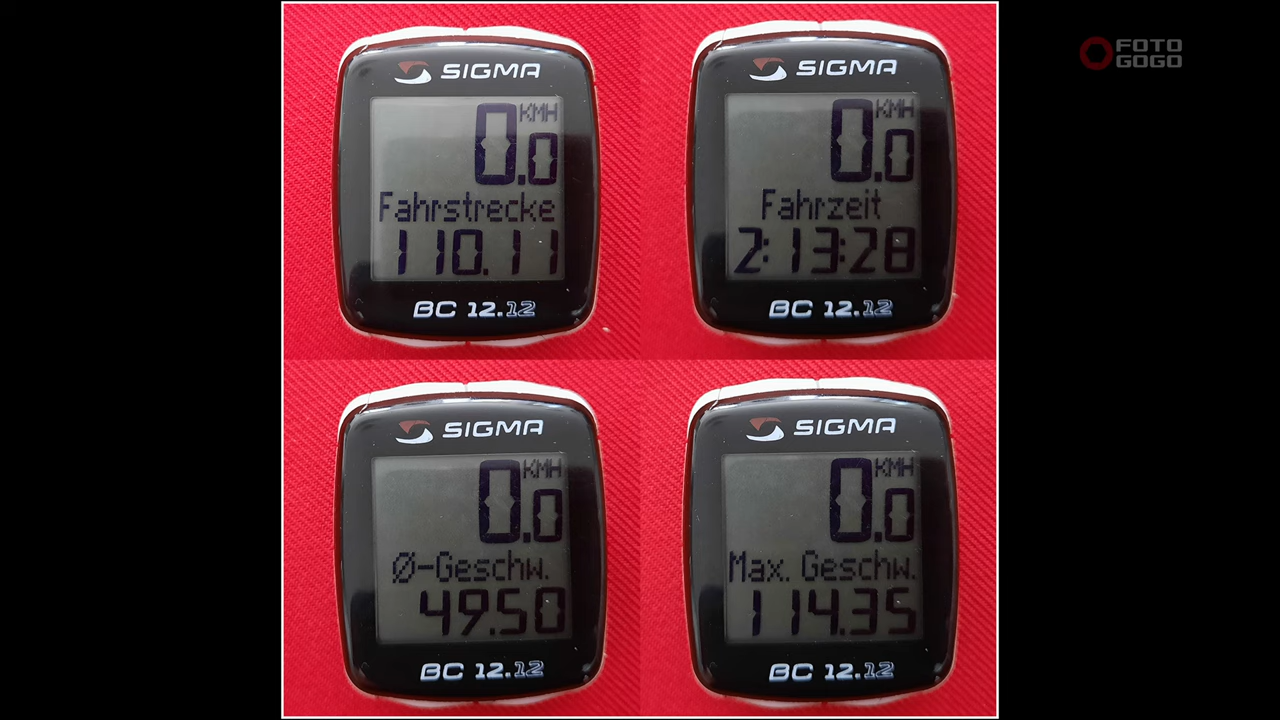 FOTO
GOGO
SIGMA
KMH
0.0
Fahrstrecke
110.11
BC 12.12
SIGMA
KMH
0.0
Fahrzeit
2:13:28
BC 12.12
SIGMA
KMH
0.0
Ø-Geschw.
49.50
BC 12.12
SIGMA
KMH
0.0
Max. Geschw.
114.35
BC 12.12